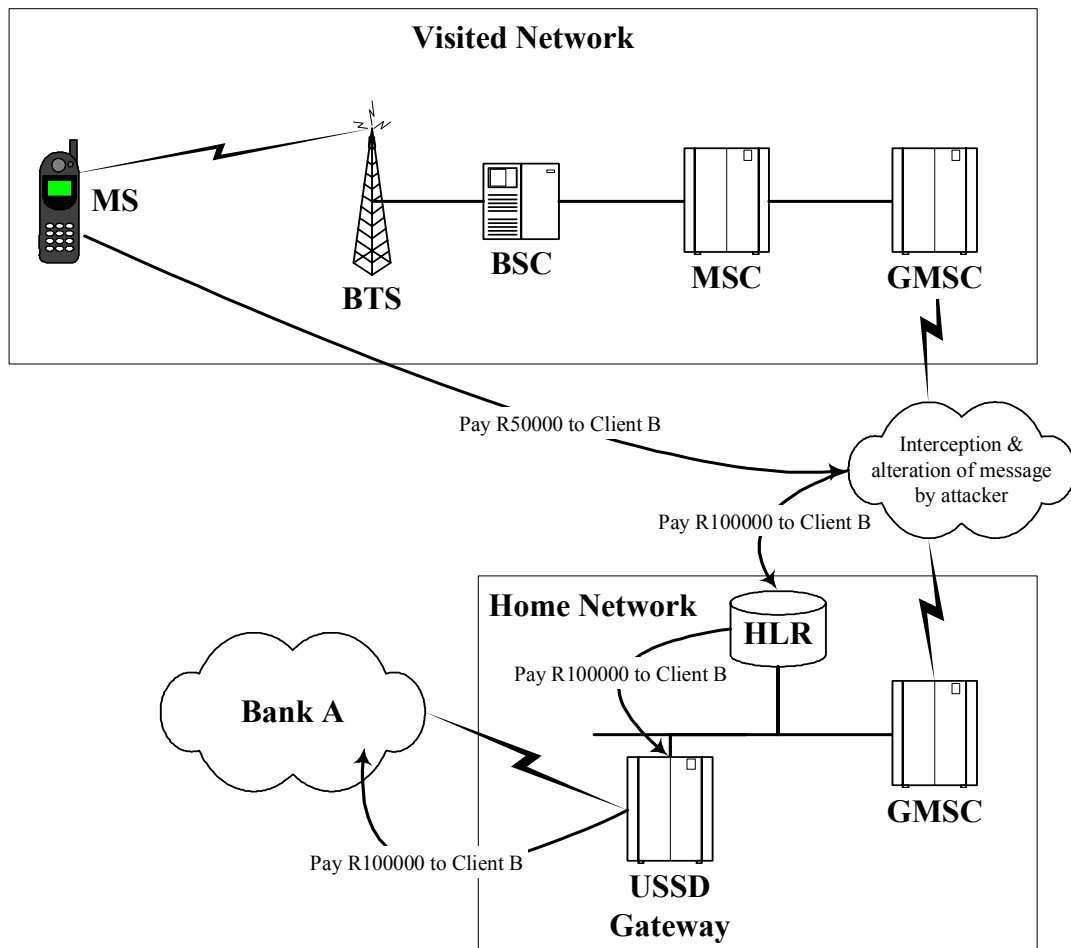 Visited Network
MS
BTS
BSC
MSC
GMSC
Pay R50000 to Client B
Interception &
alteration of message
by attacker
Pay R100000 to Client B
Home Network
HLR
Pay R100000 to Client B
Bank A
GMSC
Pay R100000 to Client B
USSD
Gateway